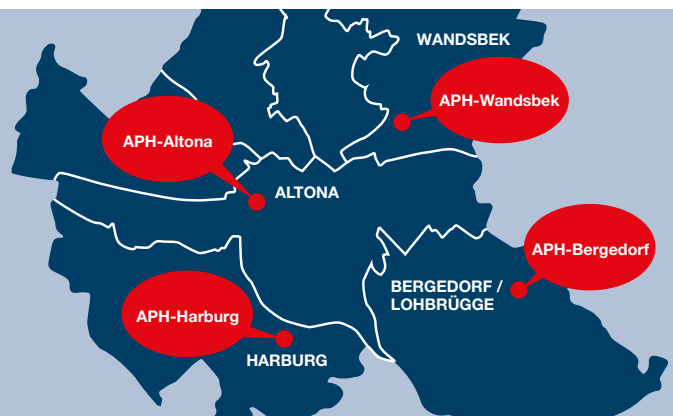 WANDSBEK
APH-Wandsbek
APH-Altona
ALTONA
APH-Bergedorf
BERGEDORF /
LOHBRÜGGE
APH-Harburg
HARBURG